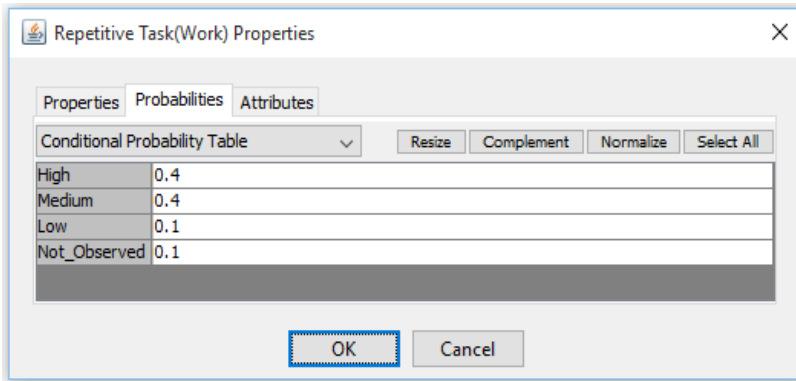 Repetitive Task(Work) Properties
Properties Probabilities Attributes
Conditional Probability Table Resize Complement Normalize Select All
High 0.4
Medium 0.4
Low 0.1
Not_Observed 0.1
OK Cancel